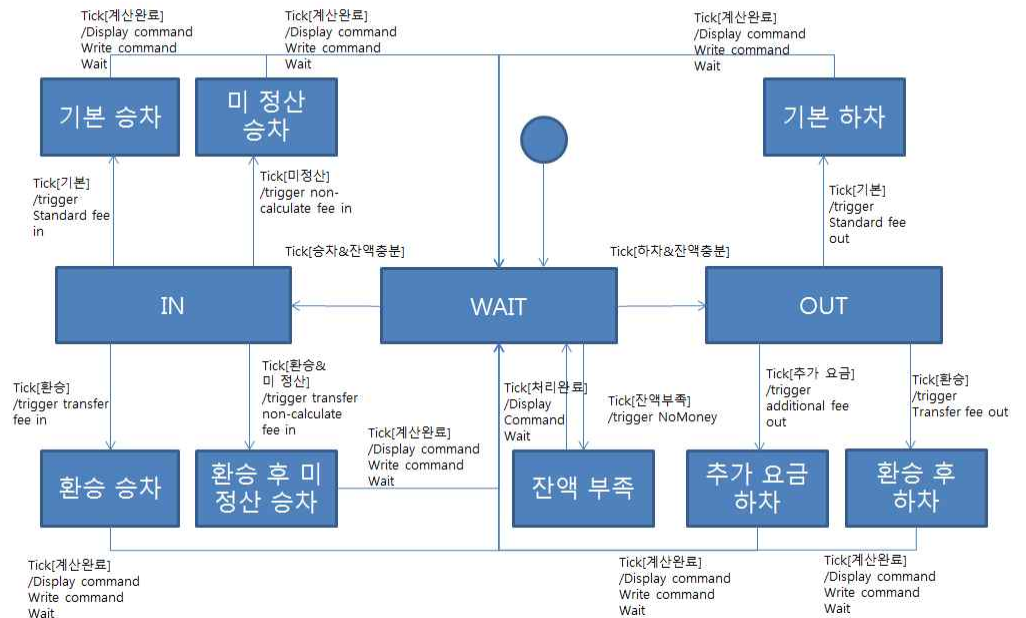 Tick[계산완료]
/Display command
Write command
Wait
Tick[계산완료]
/Display command
Write command
Wait
Tick[계산완료]
/Display command
Write command
Wait
기본 승차
미 정산
승차
기본 하차
Tick[기본]
/trigger
Standard fee
in
Tick[미정산]
/trigger non-
calculate fee in
Tick[기본]
/trigger
Standard fee
out
Tick[승차&잔액충분]
Tick[하차&잔액충분]
IN
WAIT
OUT
Tick[환승]
/trigger transfer
fee in
Tick[환승&
미 정산]
/trigger transfer
non-calculate
fee in
Tick[처리완료]
/Display
Command
Wait
Tick[잔액부족]
/trigger NoMoney
Tick[추가 요금]
/trigger
additional fee
out
Tick[환승]
/trigger
Transfer fee out
Tick[계산완료]
/Display command
Write command
Wait
환승 승차
환승 후 미
정산 승차
잔액 부족
추가 요금
하차
환승 후
하차
Tick[계산완료]
/Display command
Write command
Wait
Tick[계산완료]
/Display command
Write command
Wait
Tick[계산완료]
/Display command
Write command
Wait